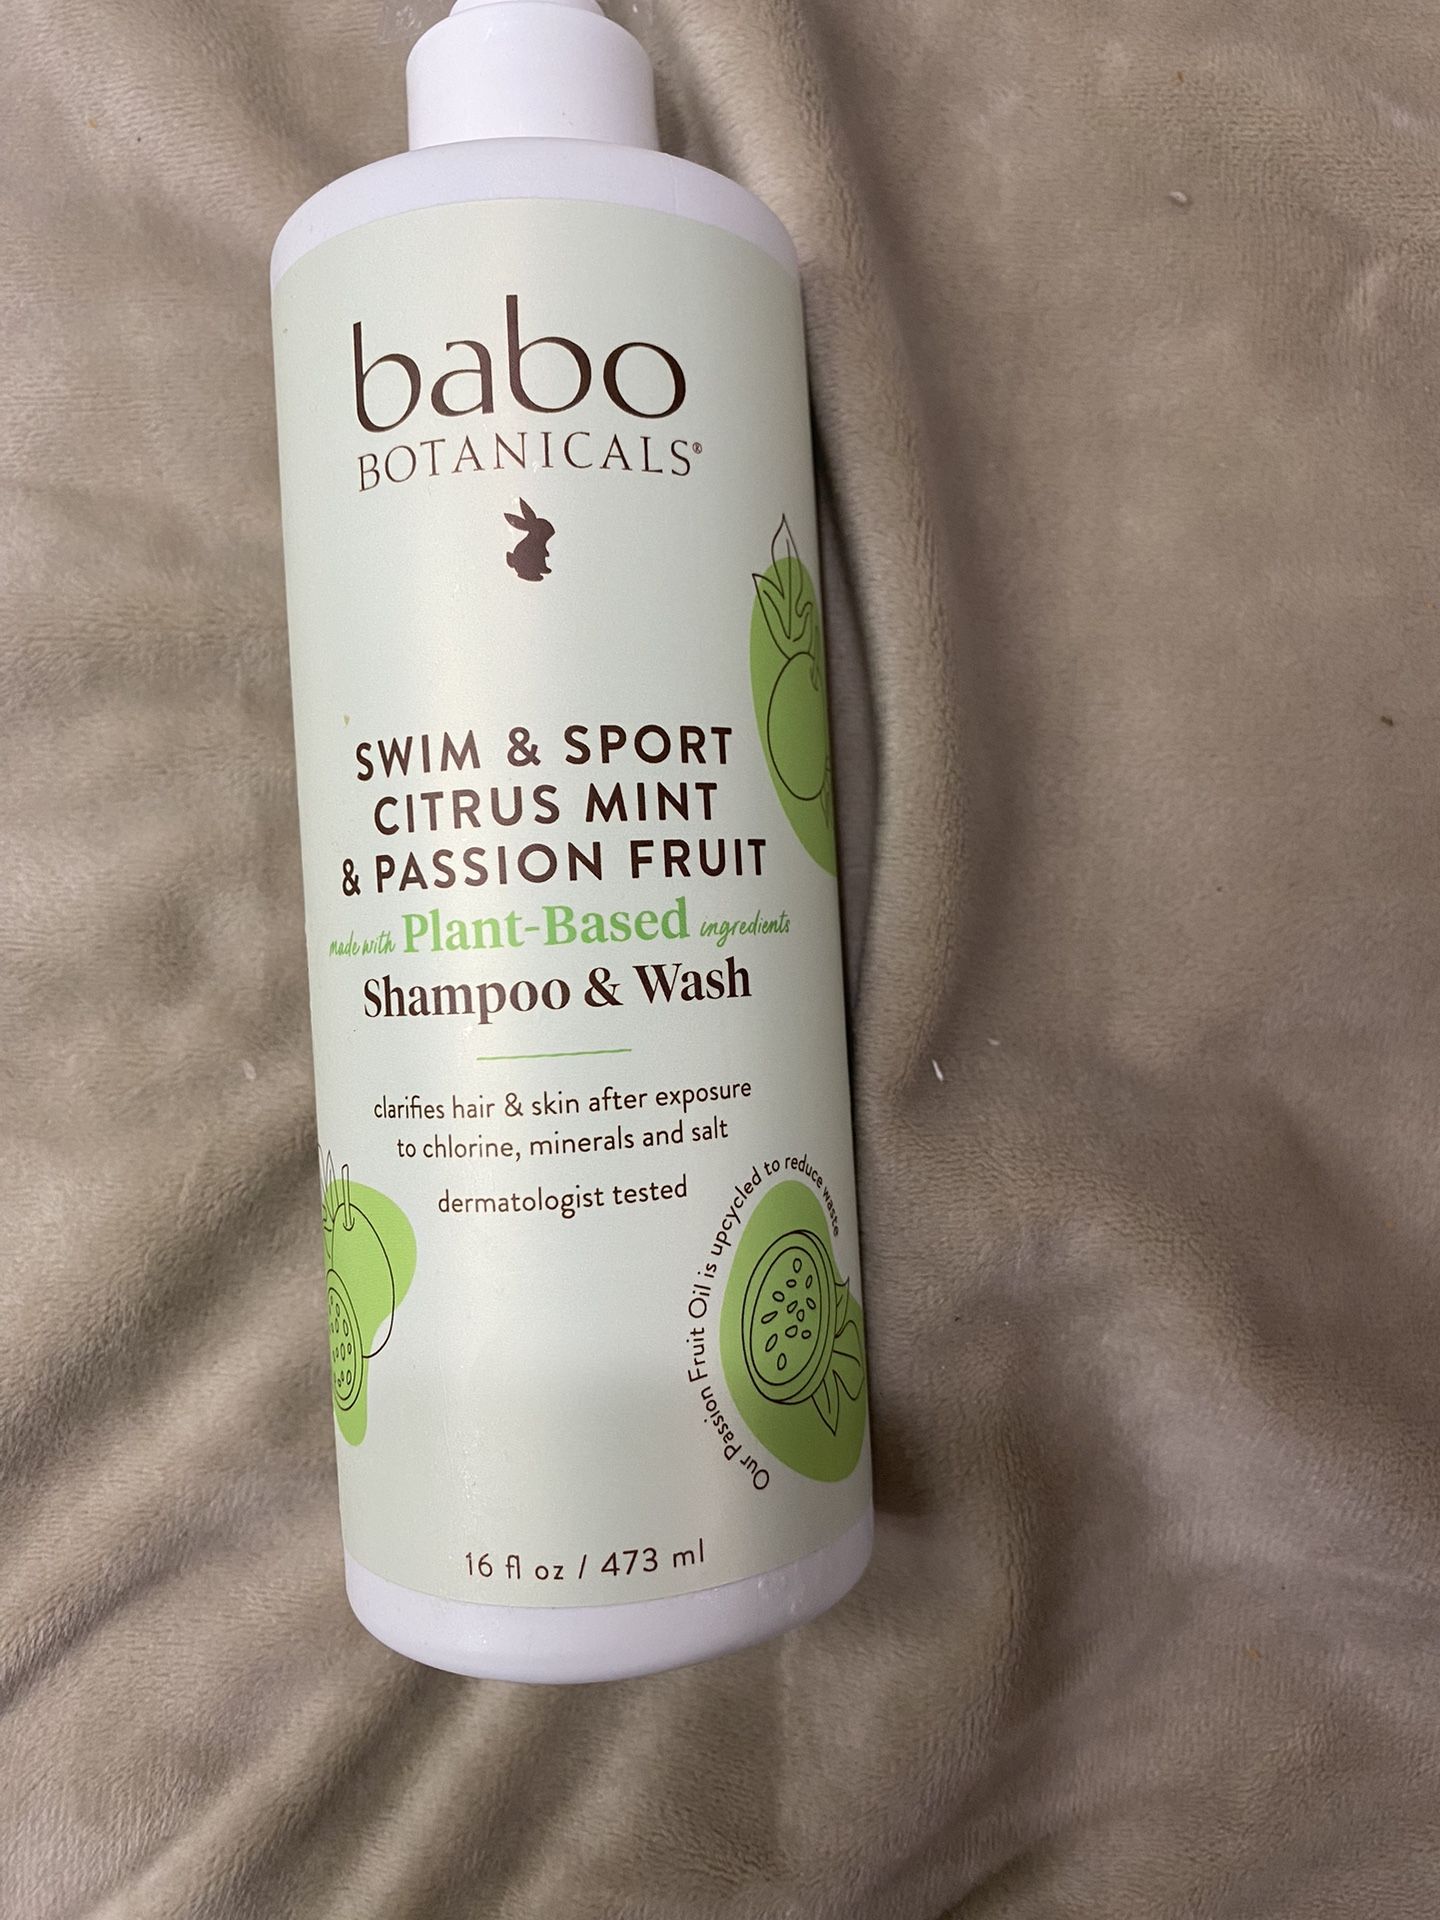 babo
BOTANICALS®
SWIM & SPORT
CITRUS MINT
& PASSION FRUIT
made with Plant-Based ingredients
Shampoo & Wash
clarifies hair & skin after exposure
to chlorine, minerals and salt
dermatologist tested
Our Passion Fruit Oil is upcycled to reduce waste
16 fl oz / 473 ml